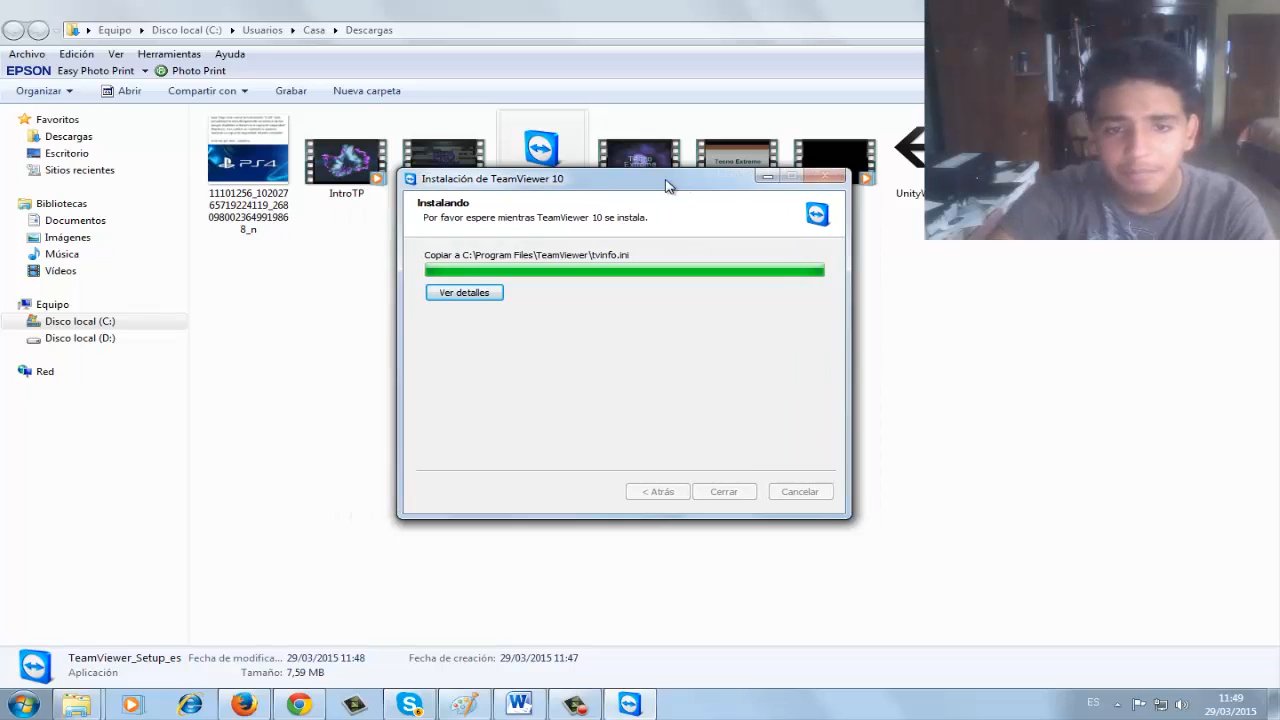 Equipo Disco local (C:) Usuarios Casa Descargas
Archivo Edición Ver Herramientas Ayuda
EPSON Easy Photo Print Photo Print
Organizar Abrir Compartir con Grabar Nueva carpeta
Favoritos
Descargas
Escritorio
Sitios recientes
Bibliotecas
Documentos
Imágenes
Música
Vídeos
Equipo
Disco local (C:)
Disco local (D:)
Red
PS4
11101256_102027
65719224119_268
098002364991986
8_n
IntroTP
Tecno Extremo
Instalación de TeamViewer 10
Instalando
Por favor espere mientras TeamViewer 10 se instala.
Copiar a C:\Program Files\TeamViewer\tvinfo.ini
Ver detalles
< Atrás Cerrar Cancelar
TeamViewer_Setup_es Fecha de modifica... 29/03/2015 11:48 Fecha de creación: 29/03/2015 11:47
Aplicación Tamaño: 7,59 MB
ES
11:49
29/03/2015